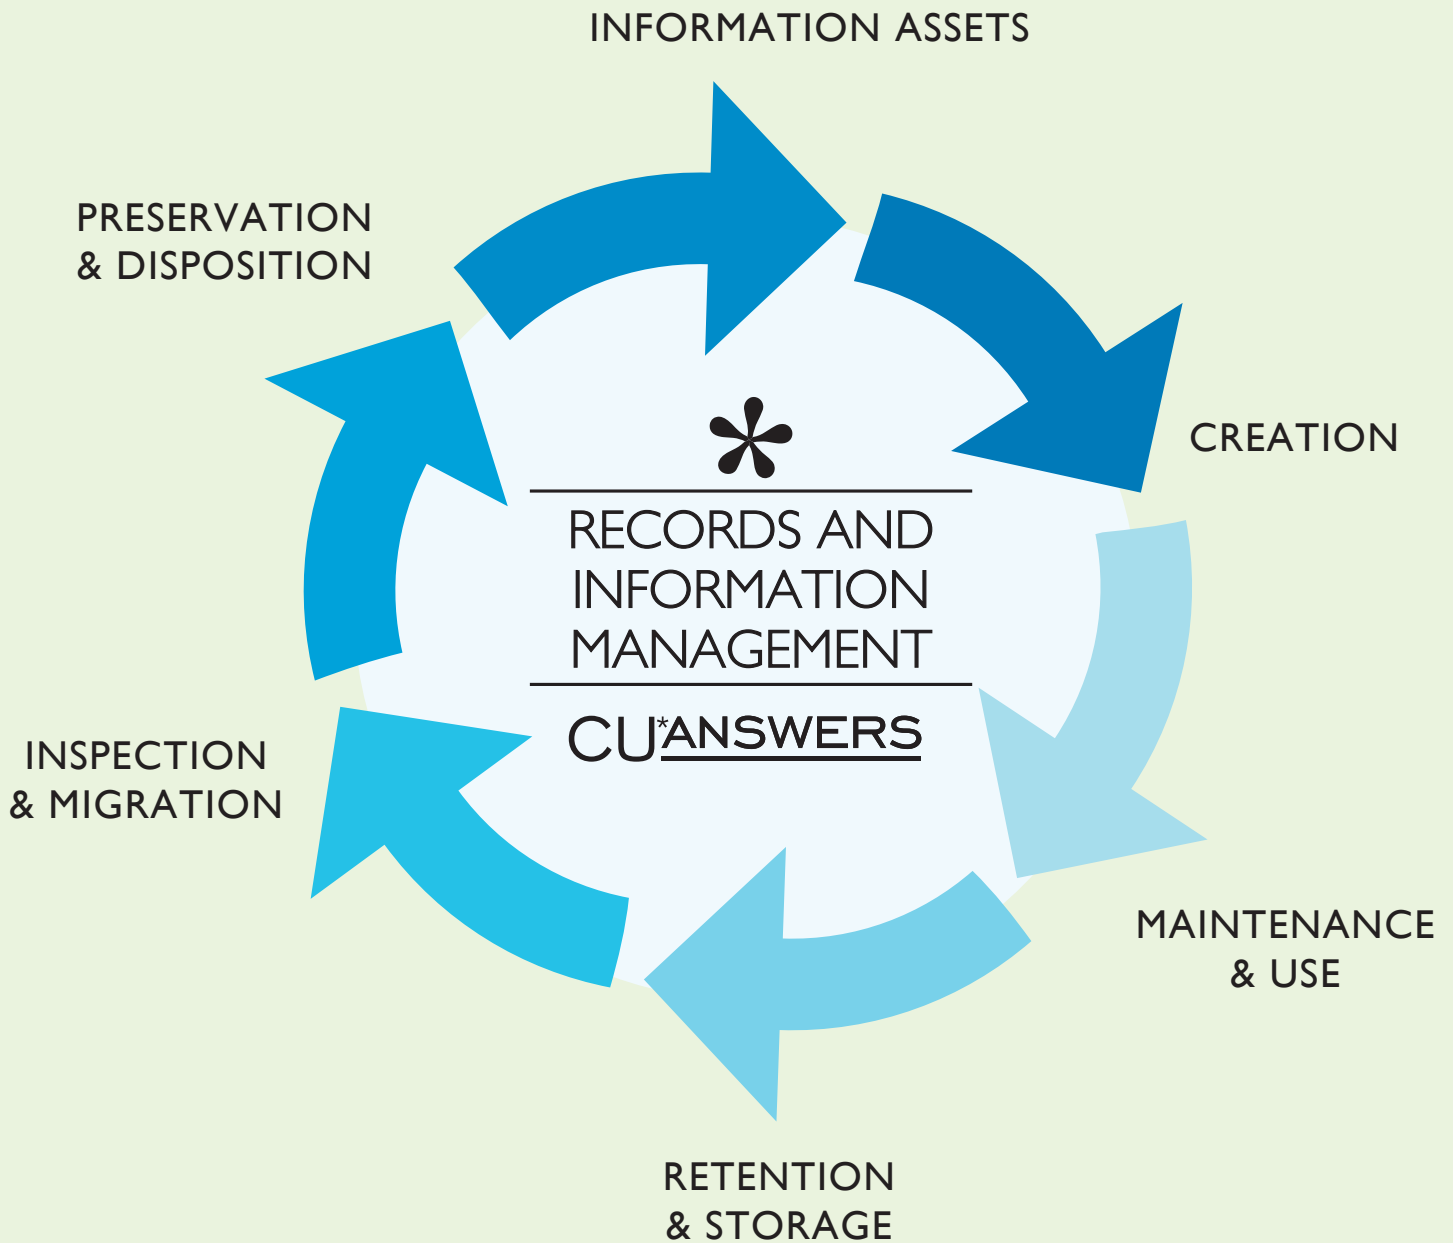 INFORMATION ASSETS
PRESERVATION
& DISPOSITION
CREATION
*
RECORDS AND
INFORMATION
MANAGEMENT
CU*ANSWERS
INSPECTION
& MIGRATION
MAINTENANCE
& USE
RETENTION
& STORAGE